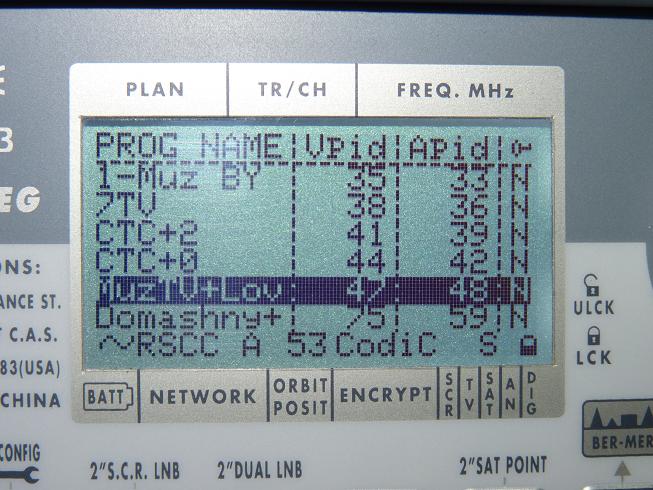 PLAN TR/CH FREQ. MHz
PROG NAME VPid APid
1-Muz BY 35 33 N
7TV 38 36 N
CTC+2 41 39 N
CTC+0 44 42 N
MuzTV+Lov 47 48 N
Domashny+ 75 59 N
~RSCC A 53 CodiC S
BATT NETWORK ORBIT POSIT ENCRYPT SCR TV SAT AN DIG
3
EG
ONS:
ANCE ST.
T C.A.S.
83(USA)
CHINA
CONFIG
2"S.C.R. LNB 2"DUAL LNB 2"SAT POINT
ULCK
LCK
BER-MER